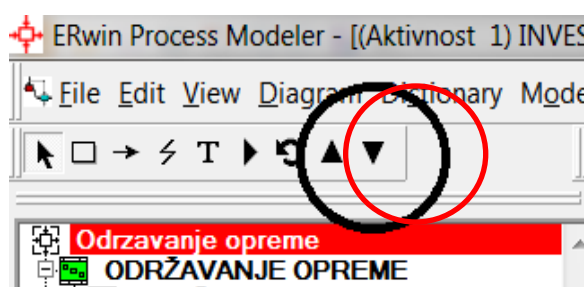 ERwin Process Modeler - [(Aktivnost 1) INVES
File Edit View Diagram Dictionary Mode
T
Odrzavanje opreme
ODRŽAVANJE OPREME